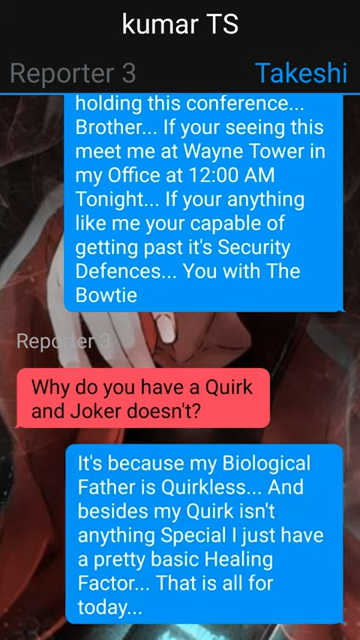 kumar TS
Reporter 3
Takeshi
holding this conference...
Brother... If your seeing this
meet me at Wayne Tower in
my Office at 12:00 AM
Tonight... If your anything
like me your capable of
getting past it's Security
Defences... You with The
Bowtie
Reporter 3
Why do you have a Quirk
and Joker doesn't?
It's because my Biological
Father is Quirkless... And
besides my Quirk isn't
anything Special I just have
a pretty basic Healing
Factor... That is all for
today...